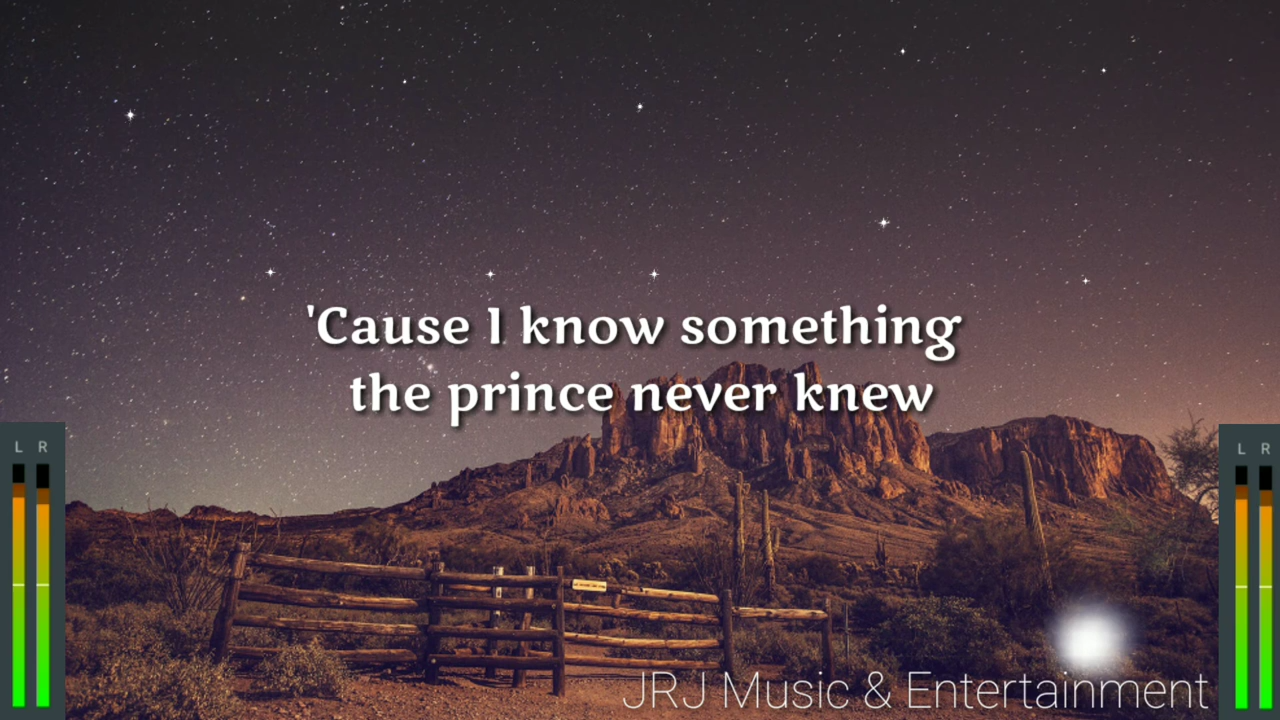 'Cause I know something
the prince never knew
L R
L R
JRJ Music & Entertainment